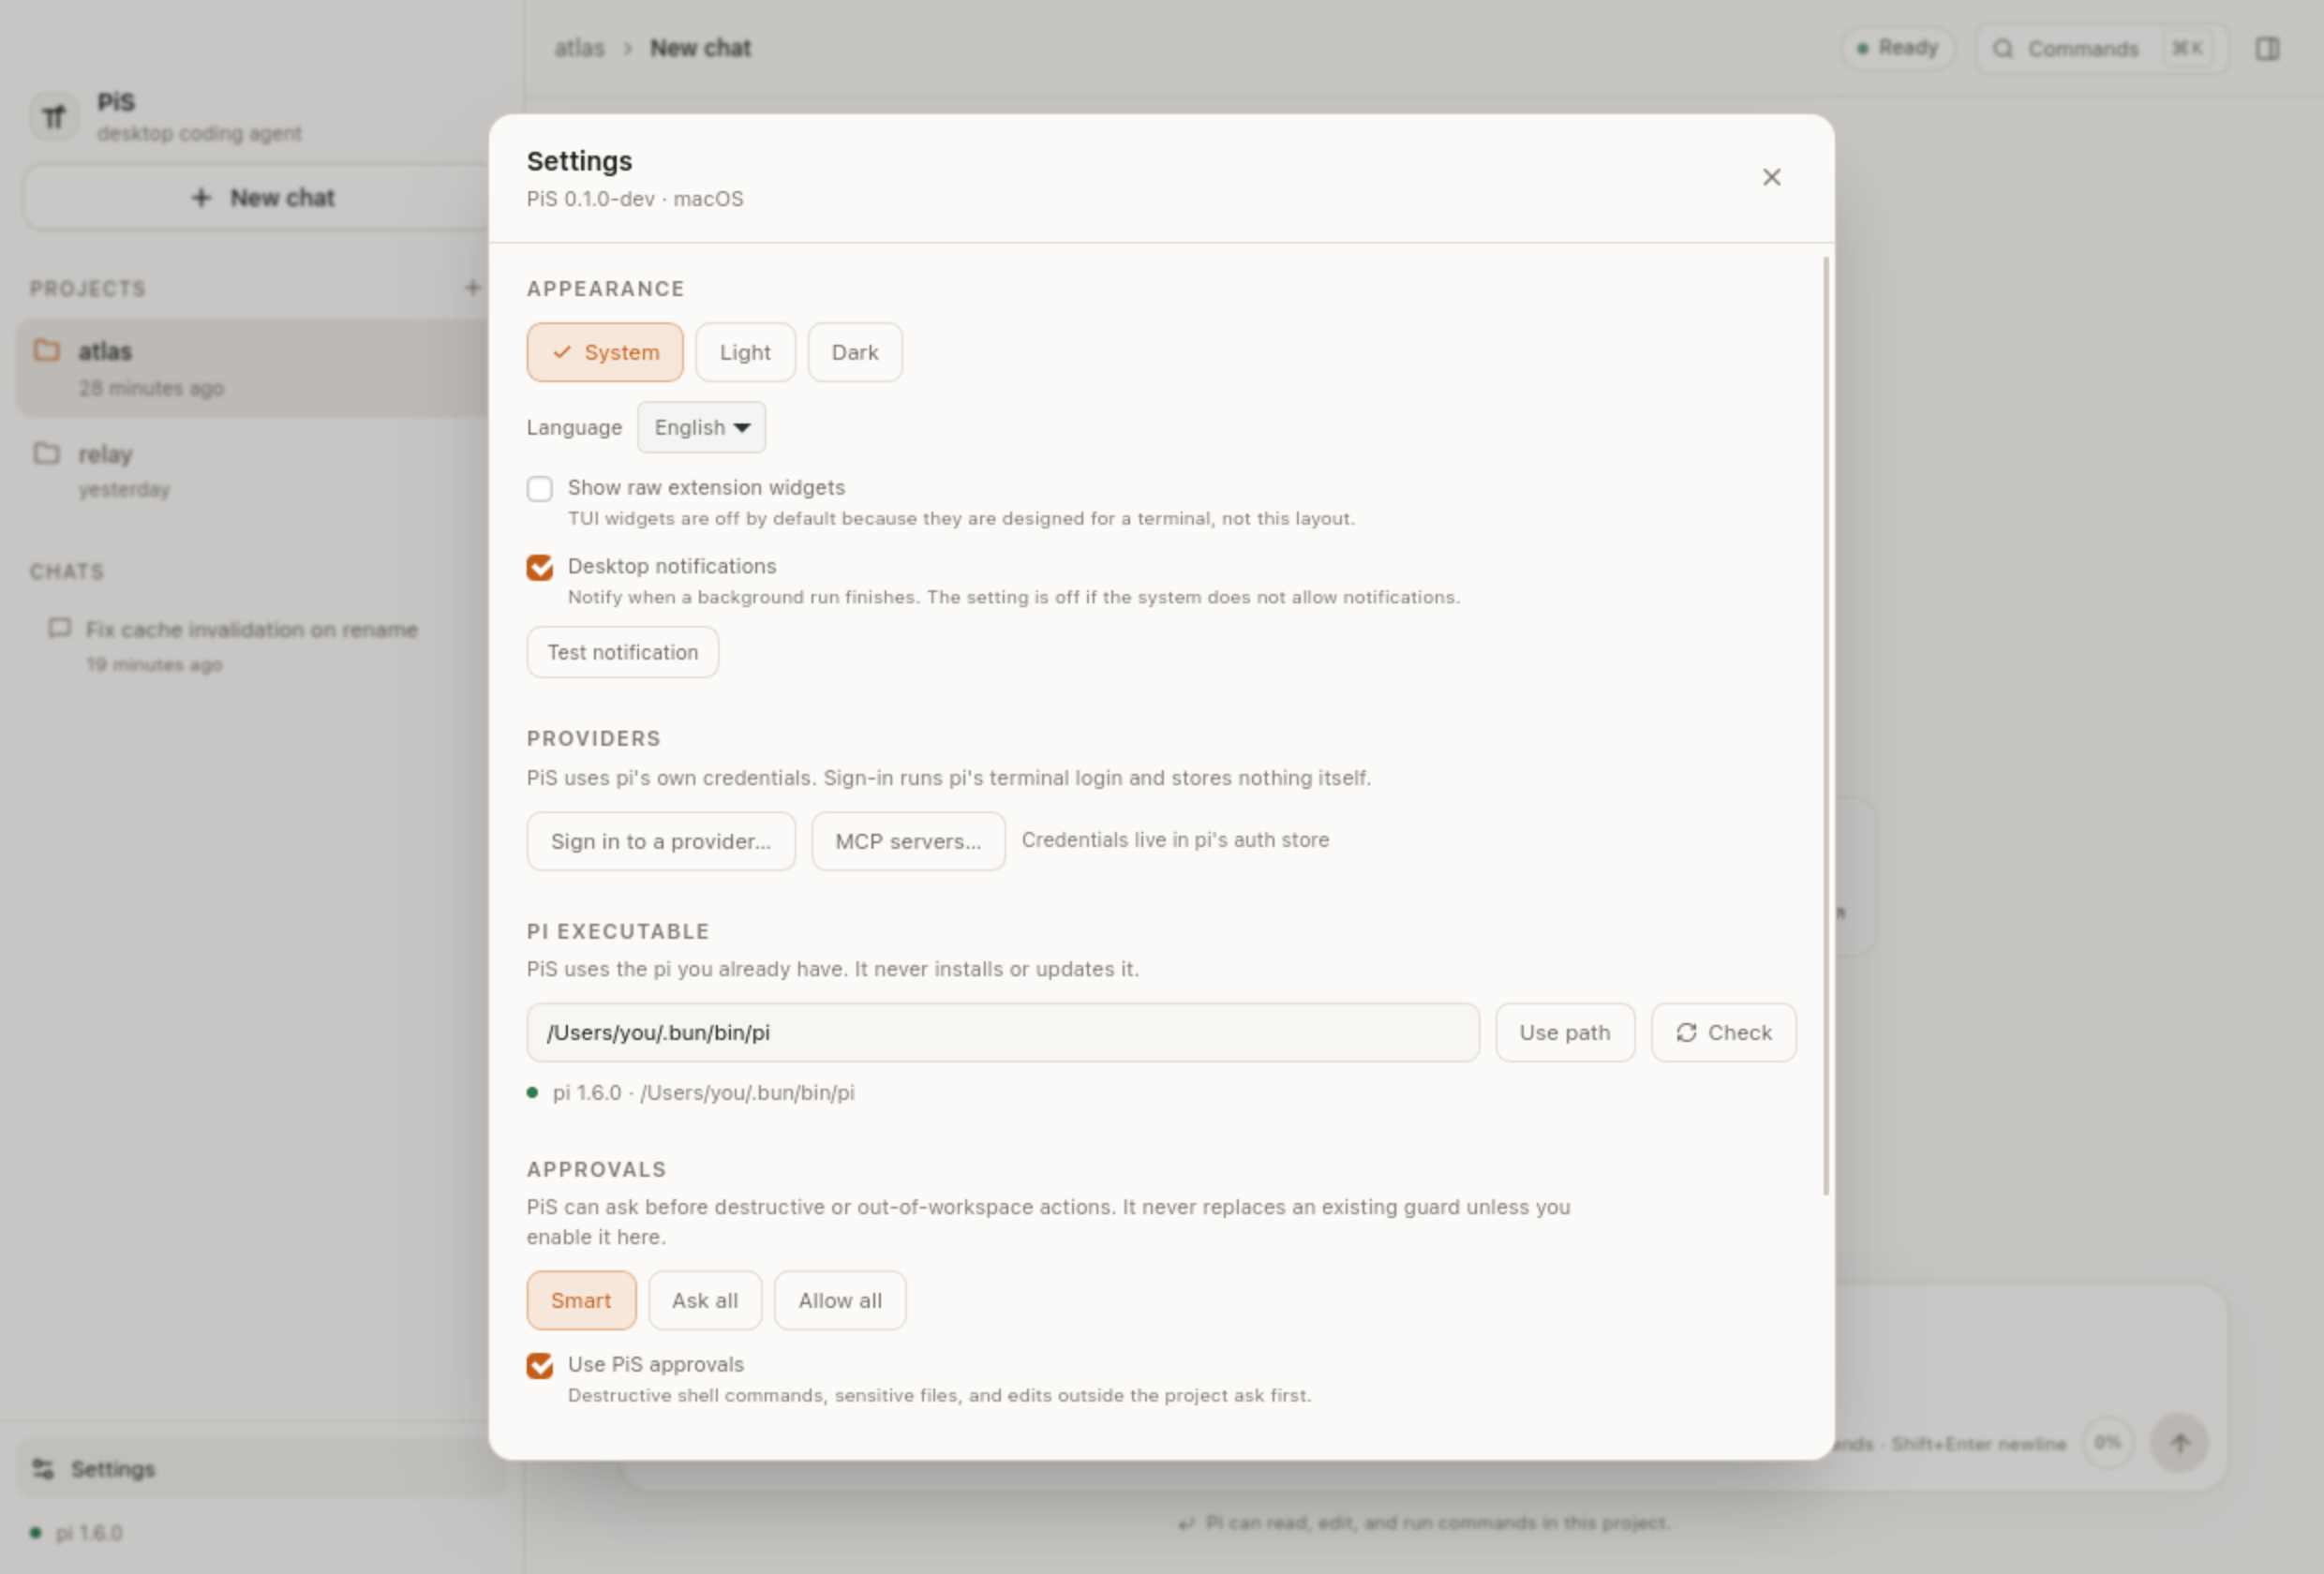 PiS
desktop coding agent
New chat
PROJECTS
atlas
28 minutes ago
relay
yesterday
CHATS
Fix cache invalidation on rename
19 minutes ago
Settings
pi 1.6.0
atlas › New chat
Ready
Commands ⌘K
Settings
PiS 0.1.0-dev · macOS
APPEARANCE
System Light Dark
Language English
Show raw extension widgets
TUI widgets are off by default because they are designed for a terminal, not this layout.
Desktop notifications
Notify when a background run finishes. The setting is off if the system does not allow notifications.
Test notification
PROVIDERS
PiS uses pi's own credentials. Sign-in runs pi's terminal login and stores nothing itself.
Sign in to a provider... MCP servers... Credentials live in pi's auth store
PI EXECUTABLE
PiS uses the pi you already have. It never installs or updates it.
/Users/you/.bun/bin/pi Use path Check
pi 1.6.0 · /Users/you/.bun/bin/pi
APPROVALS
PiS can ask before destructive or out-of-workspace actions. It never replaces an existing guard unless you
enable it here.
Smart Ask all Allow all
Use PiS approvals
Destructive shell commands, sensitive files, and edits outside the project ask first.
· Shift+Enter newline 0%
Pi can read, edit, and run commands in this project.